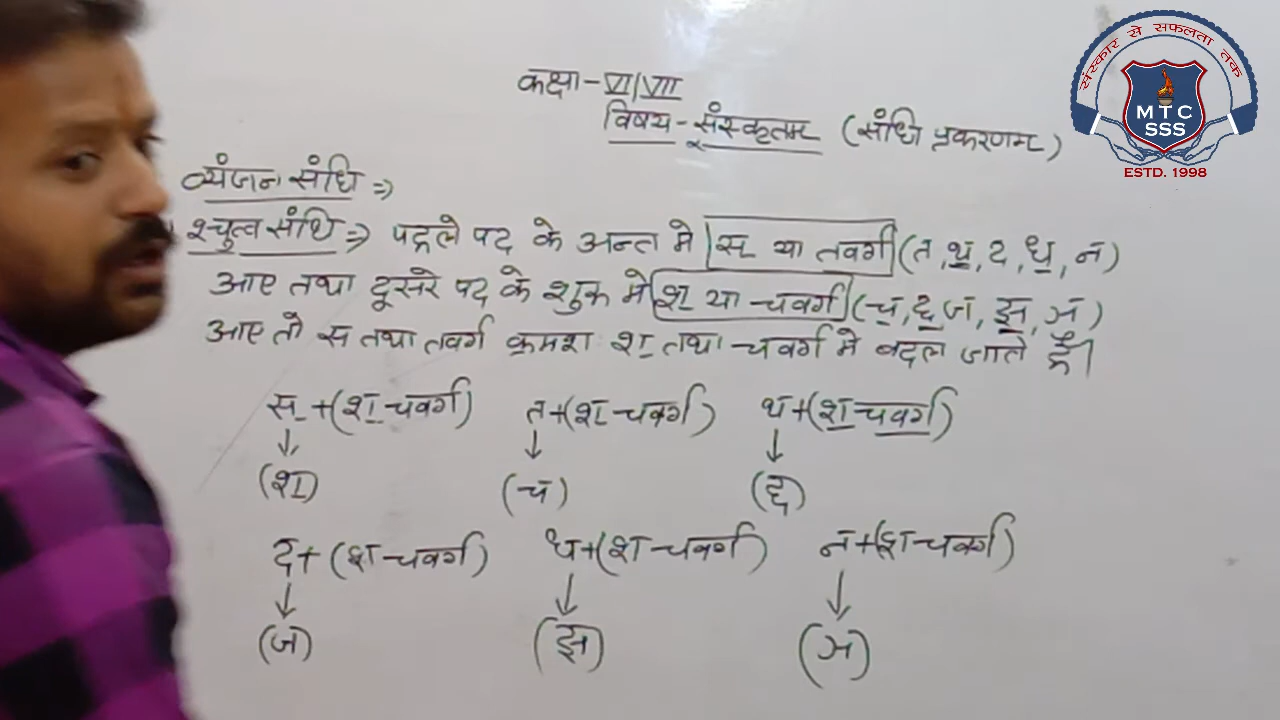 कक्षा - VI/VII
विषय - संस्कृतम् (संधि प्रकरणम्)
संस्कार से सफलता तक
MTC
SSS
ESTD. 1998
व्यंजन संधि ⇒
श्चुत्व संधि ⇒ पहले पद के अन्त मे स् या तवर्ग (त, थ, द, ध, न)
आए तथा दूसरे पद के शुरू मे श् या चवर्ग (च, छ, ज, झ, ञ)
आए तो स तथा तवर्ग क्रमश श् तथा चवर्ग मे बदल जाते हैं।
स् + (श् - चवर्ग) त + (श् - चवर्ग) थ + (श् - चवर्ग)
↓ ↓ ↓
(श्) (च) (छ)
द + (श् - चवर्ग) ध + (श् - चवर्ग) न + (श् - चवर्ग)
↓ ↓ ↓
(ज) (झ) (ञ)